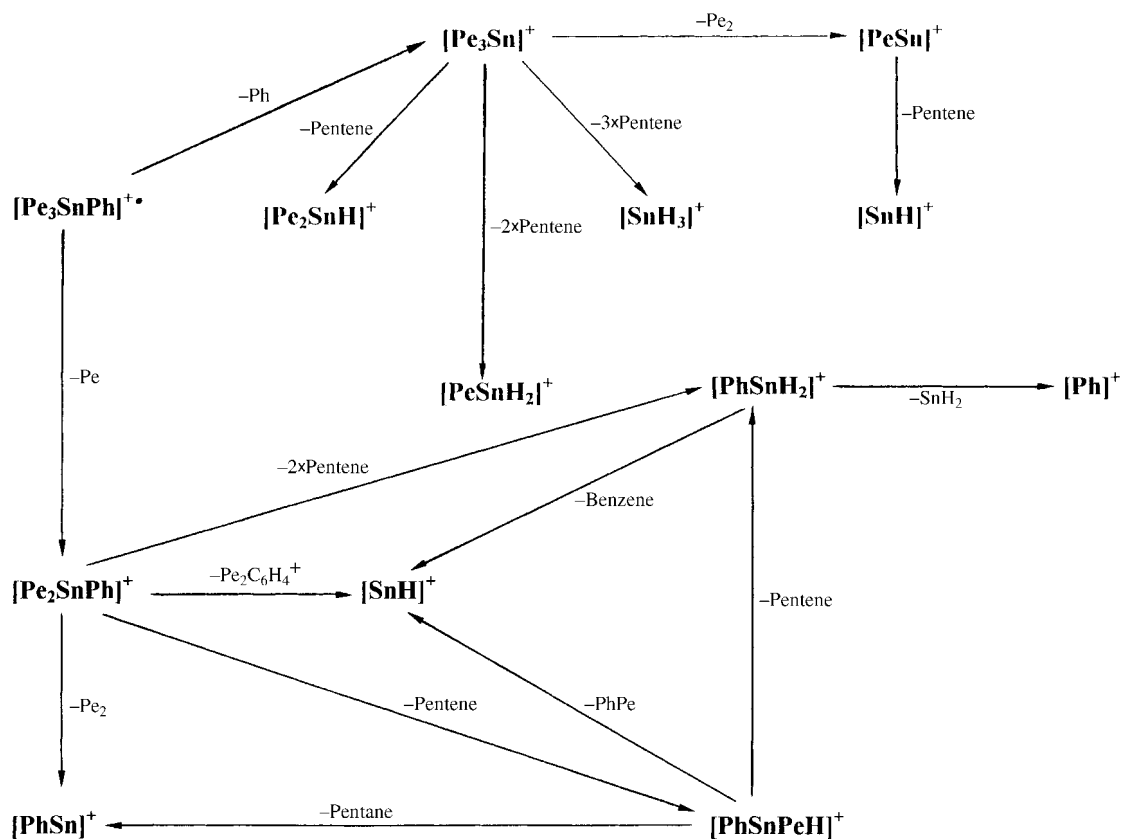 [Pe₃Sn]⁺ –Pe₂ [PeSn]⁺
–Ph
–Pentene –3×Pentene –Pentene
[Pe₃SnPh]⁺• [Pe₂SnH]⁺ –2×Pentene [SnH₃]⁺ [SnH]⁺
–Pe [PeSnH₂]⁺ [PhSnH₂]⁺ –SnH₂ [Ph]⁺
–2×Pentene
–Benzene
[Pe₂SnPh]⁺ –Pe₂C₆H₄⁺ [SnH]⁺ –Pentene
–Pe₂ –Pentene –PhPe
[PhSn]⁺ –Pentane [PhSnPeH]⁺